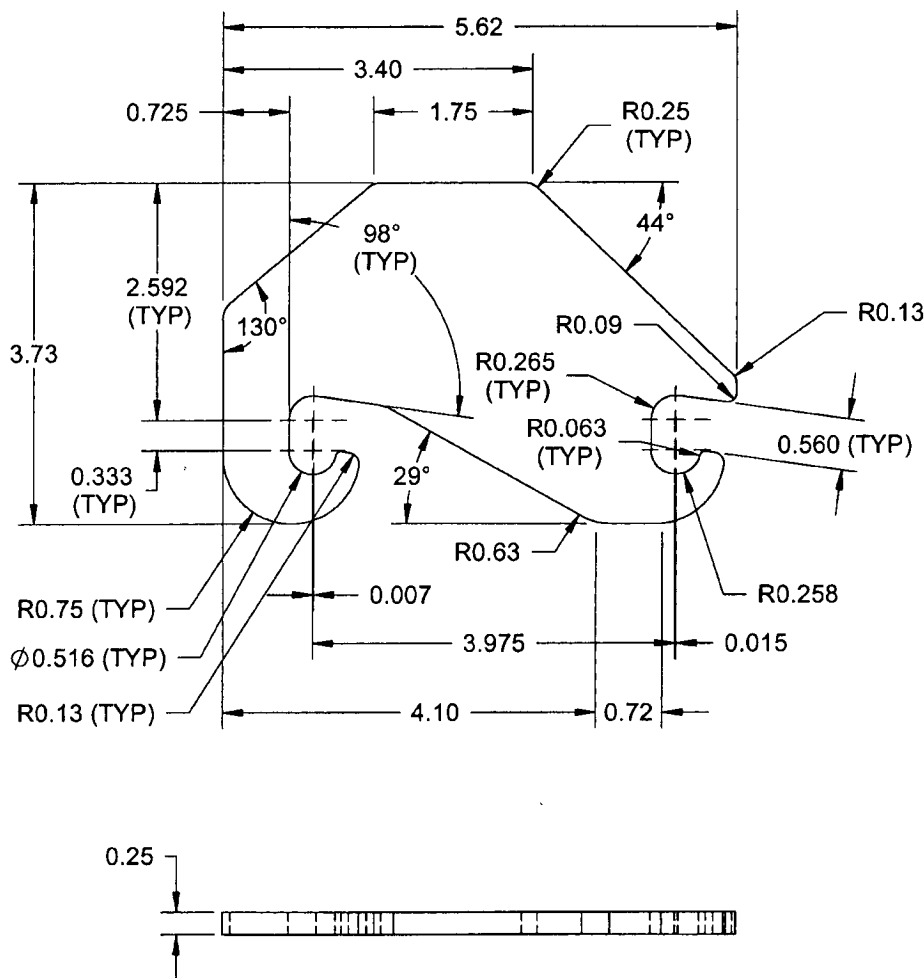 5.62
3.40
0.725
1.75
R0.25
(TYP)
44°
98°
(TYP)
2.592
(TYP)
130°
3.73
R0.09
R0.13
R0.265
(TYP)
R0.063
(TYP)
0.560 (TYP)
0.333
(TYP)
29°
R0.63
R0.75 (TYP)
0.007
R0.258
Ø0.516 (TYP)
3.975
0.015
R0.13 (TYP)
4.10
0.72
0.25